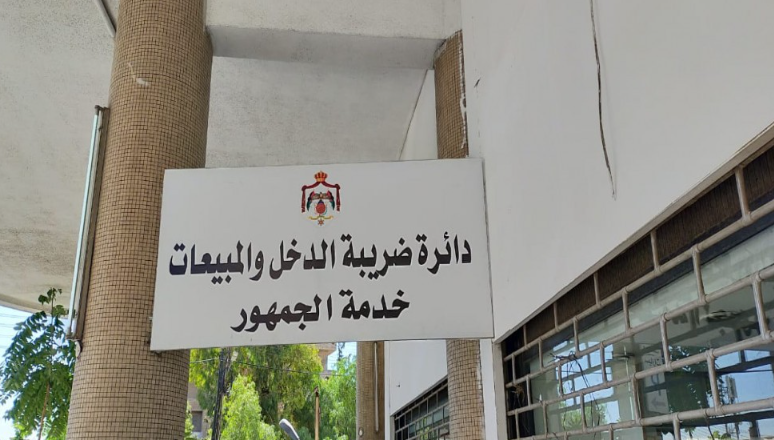 دائرة ضريبة الدخل والمبيعات
خدمة الجمهور